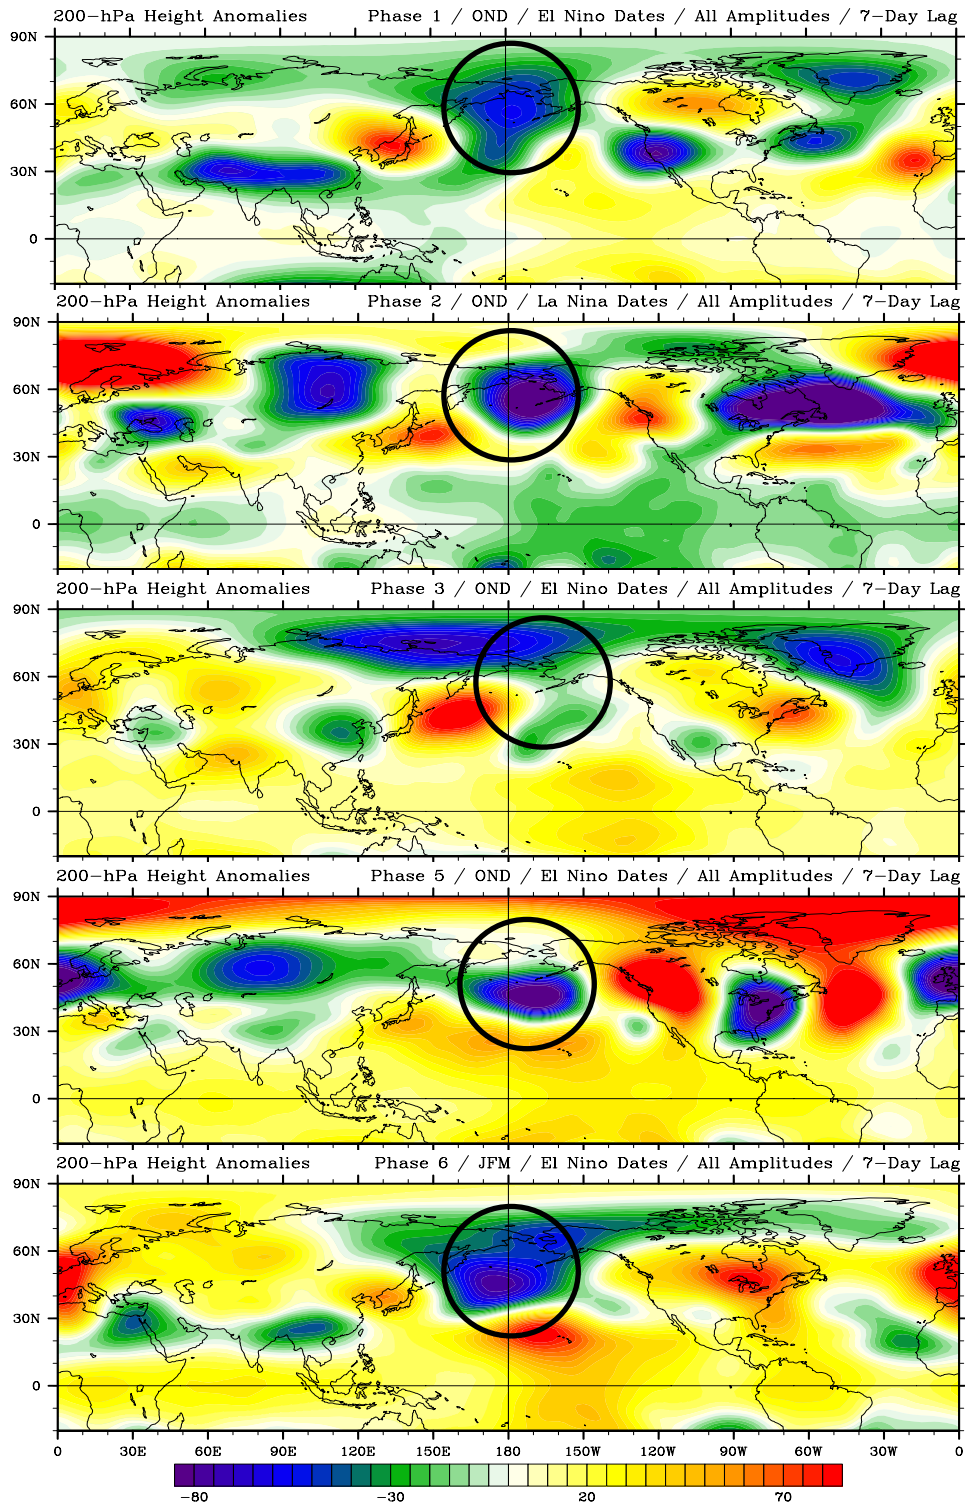 200-hPa Height Anomalies Phase 1 / OND / El Nino Dates / All Amplitudes / 7-Day Lag
90N
60N
30N
0
200-hPa Height Anomalies Phase 2 / OND / La Nina Dates / All Amplitudes / 7-Day Lag
90N
60N
30N
0
200-hPa Height Anomalies Phase 3 / OND / El Nino Dates / All Amplitudes / 7-Day Lag
90N
60N
30N
0
200-hPa Height Anomalies Phase 5 / OND / El Nino Dates / All Amplitudes / 7-Day Lag
90N
60N
30N
0
200-hPa Height Anomalies Phase 6 / JFM / El Nino Dates / All Amplitudes / 7-Day Lag
90N
60N
30N
0
0 30E 60E 90E 120E 150E 180 150W 120W 90W 60W 30W 0
-80 -30 20 70